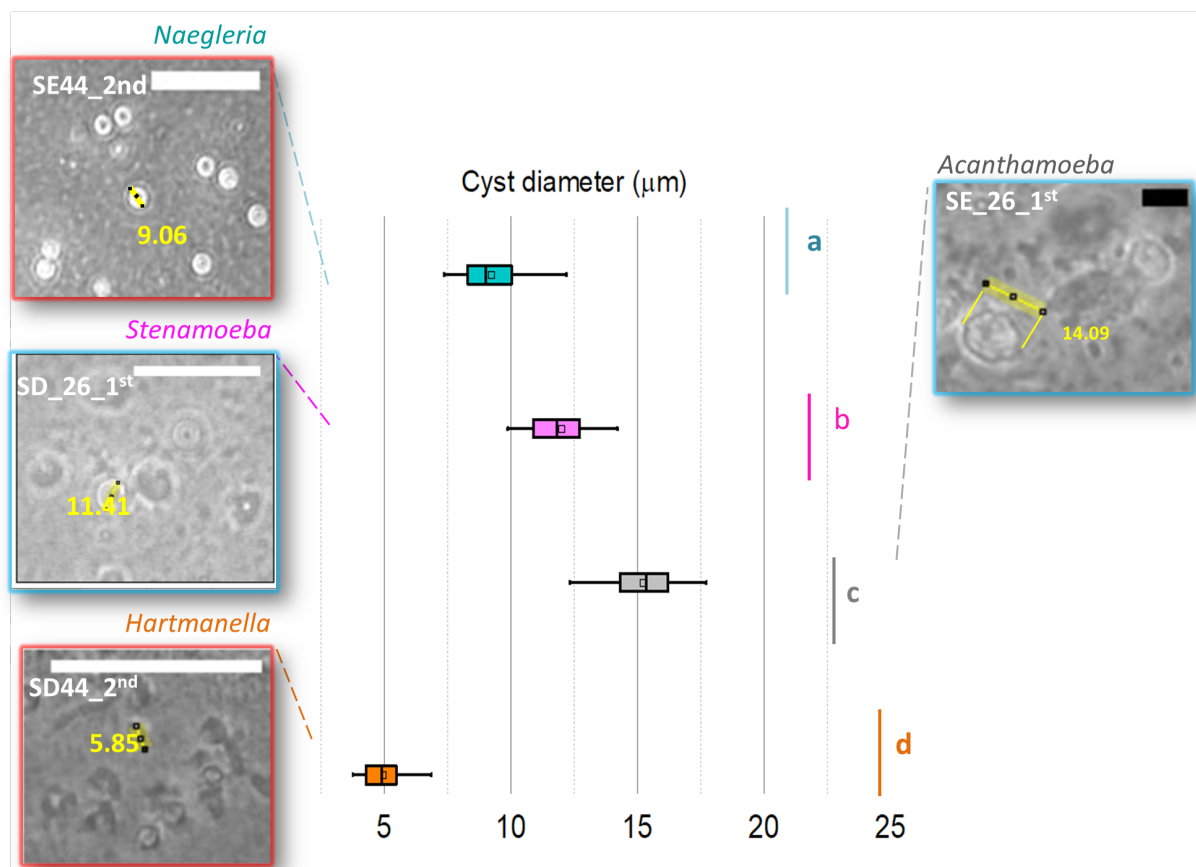 Naegleria
SE44_2nd
9.06
Stenamoeba
SD_26_1st
11.41
Hartmanella
SD44_2nd
5.85
Cyst diameter (μm)
a
b
c
d
5 10 15 20 25
Acanthamoeba
SE_26_1st
14.09